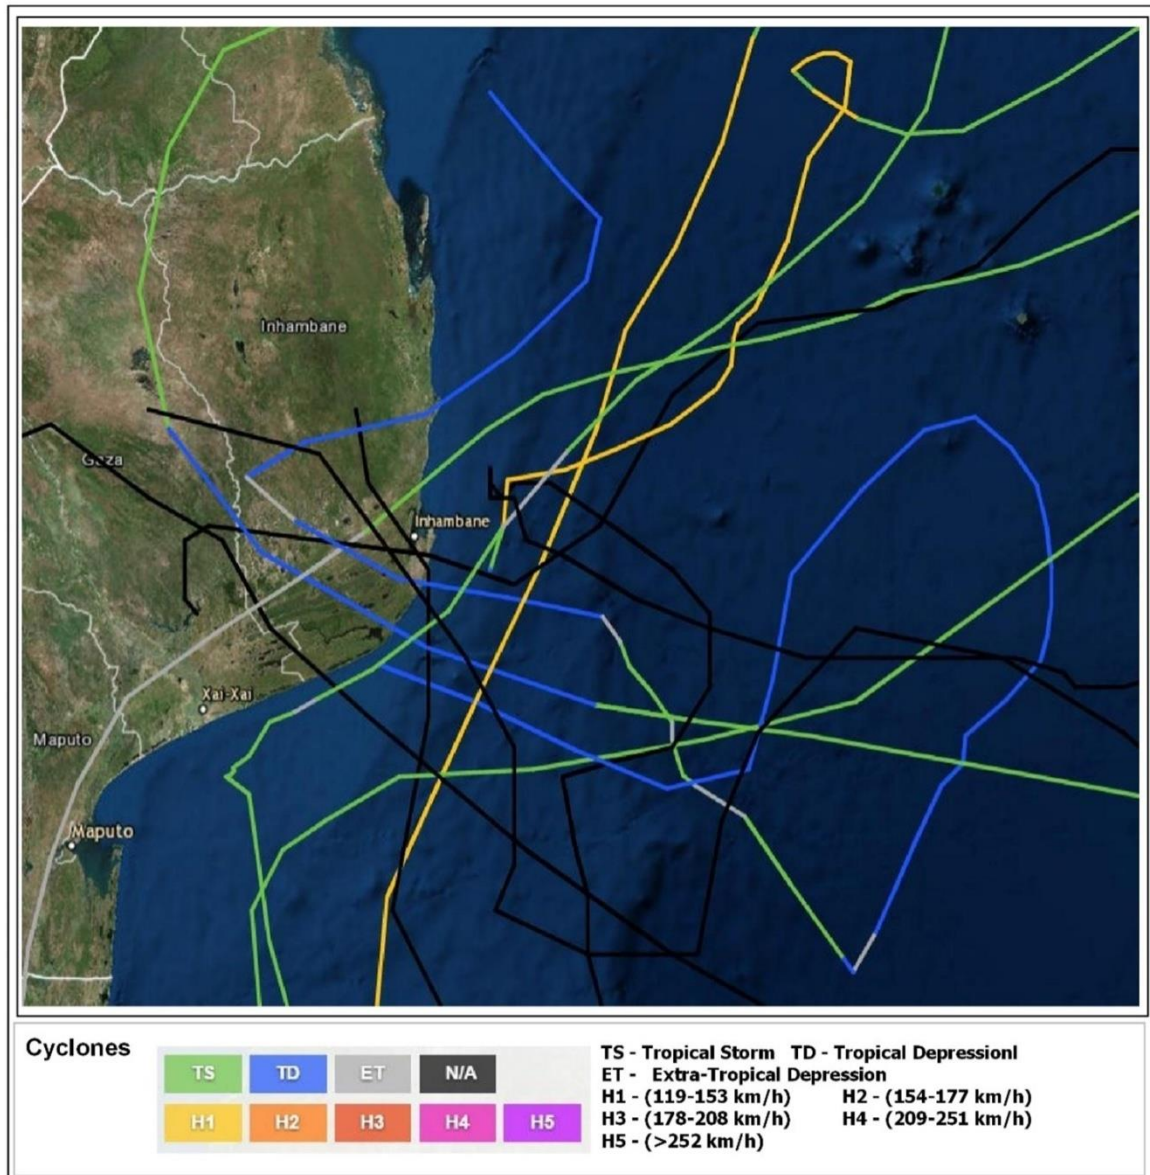 Inhambane
Gaza
Inhambane
Xai-Xai
Maputo
Maputo
Cyclones
TS TD ET N/A
H1 H2 H3 H4 H5
TS - Tropical Storm TD - Tropical Depressionl
ET - Extra-Tropical Depression
H1 - (119-153 km/h) H2 - (154-177 km/h)
H3 - (178-208 km/h) H4 - (209-251 km/h)
H5 - (>252 km/h)